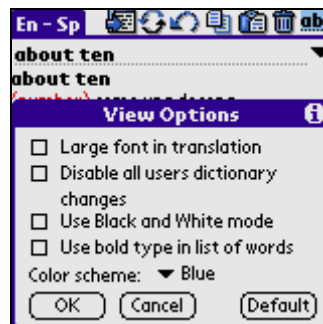 En - Sp ab
about ten
about ten
View Options
Large font in translation
Disable all users dictionary
changes
Use Black and White mode
Use bold type in list of words
Color scheme: Blue
OK Cancel Default